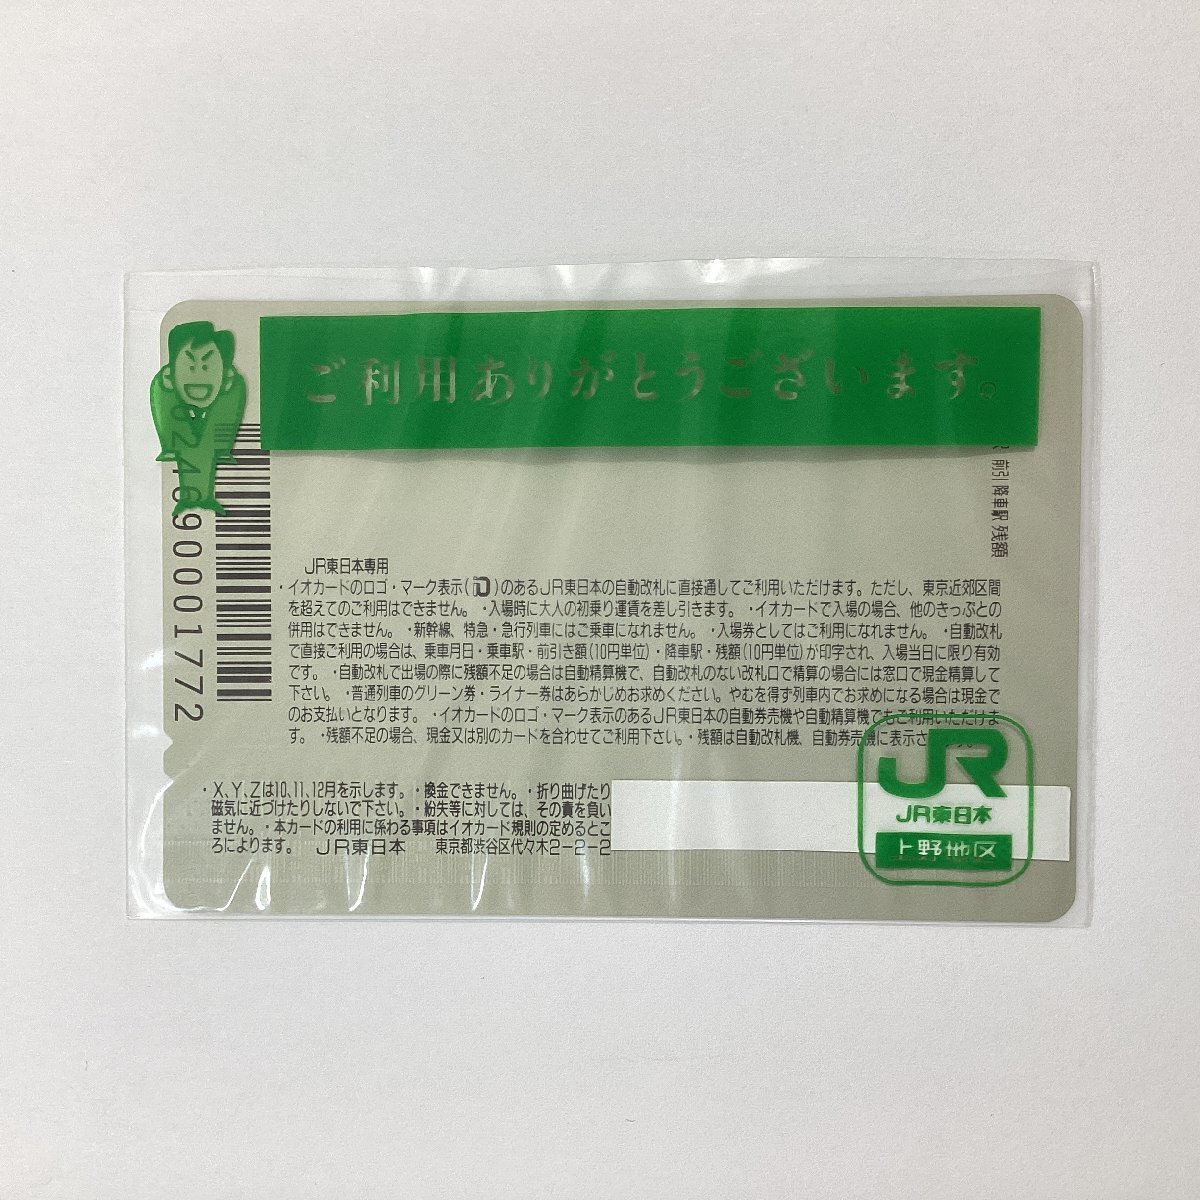 ご利用ありがとうございます。
前引 降車駅 残額
6900001772
JR東日本専用
・イオカードのロゴ・マーク表示( )のあるJR東日本の自動改札に直接通してご利用いただけます。ただし、東京近郊区間
を超えてのご利用はできません。・入場時に大人の初乗り運賃を差し引きます。・イオカードで入場の場合、他のきっぷとの
併用はできません。・新幹線、特急・急行列車にはご乗車になれません。・入場券としてはご利用になれません。・自動改札
で直接ご利用の場合は、乗車月日・乗車駅・前引き額(10円単位)・降車駅・残額(10円単位)が印字され、入場当日に限り有効
です。・自動改札で出場の際に残額不足の場合は自動精算機で、自動改札のない改札口で精算の場合には窓口で現金精算して
下さい。・普通列車のグリーン券・ライナー券はあらかじめお求めください。やむを得ず列車内でお求めになる場合は現金で
のお支払いとなります。・イオカードのロゴ・マーク表示のあるJR東日本の自動券売機や自動精算機でもご利用いただけま
す。・残額不足の場合、現金又は別のカードを合わせてご利用下さい。・残額は自動改札機、自動券売機に表示さ
・X、Y、Zは10、11、12月を示します。・換金できません。・折り曲げたり
磁気に近づけたりしないで下さい。・紛失等に対しては、その責を負い
ません。・本カードの利用に係わる事項はイオカード規則の定めるとこ
ろによります。 JR東日本 東京都渋谷区代々木2-2-2
JR
JR東日本
上野地区